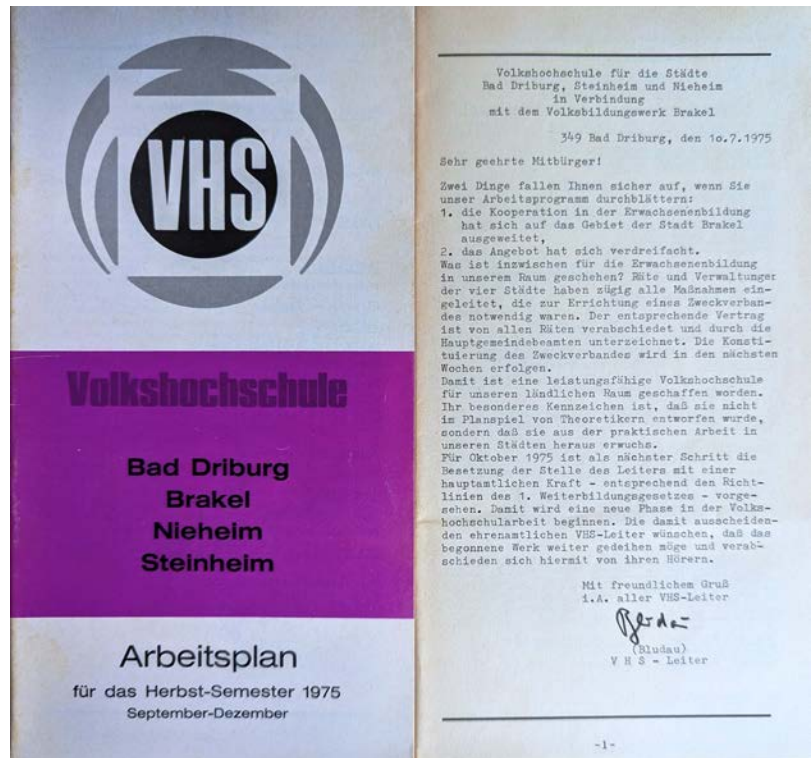 VHS
Volkshochschule
Bad Driburg
Brakel
Nieheim
Steinheim
Arbeitsplan
für das Herbst-Semester 1975
September-Dezember
Volkshochschule für die Städte
Bad Driburg, Steinheim und Nieheim
in Verbindung
mit dem Volksbildungswerk Brakel
349 Bad Driburg, den 1o.7.1975
Sehr geehrte Mitbürger!
Zwei Dinge fallen Ihnen sicher auf, wenn Sie
unser Arbeitsprogramm durchblättern:
1. die Kooperation in der Erwachsenenbildung
hat sich auf das Gebiet der Stadt Brakel
ausgeweitet,
2. das Angebot hat sich verdreifacht.
Was ist inzwischen für die Erwachsenenbildung
in unserem Raum geschehen? Räte und Verwaltungen
der vier Städte haben zügig alle Maßnahmen ein-
geleitet, die zur Errichtung eines Zweckverban-
des notwendig waren. Der entsprechende Vertrag
ist von allen Räten verabschiedet und durch die
Hauptgemeindebeamten unterzeichnet. Die Konsti-
tuierung des Zweckverbandes wird in den nächsten
Wochen erfolgen.
Damit ist eine leistungsfähige Volkshochschule
für unseren ländlichen Raum geschaffen worden.
Ihr besonderes Kennzeichen ist, daß sie nicht
im Planspiel von Theoretikern entworfen wurde,
sondern daß sie aus der praktischen Arbeit in
unseren Städten heraus erwuchs.
Für Oktober 1975 ist als nächster Schritt die
Besetzung der Stelle des Leiters mit einer
hauptamtlichen Kraft - entsprechend den Richt-
linien des 1. Weiterbildungsgesetzes - vorge-
sehen. Damit wird eine neue Phase in der Volks-
hochschularbeit beginnen. Die damit ausscheiden-
den ehrenamtlichen VHS-Leiter wünschen, daß das
begonnene Werk weiter gedeihen möge und verab-
schieden sich hiermit von ihren Hörern.
Mit freundlichem Gruß
i.A. aller VHS-Leiter
Bludau
(Bludau)
V H S - Leiter
-1-